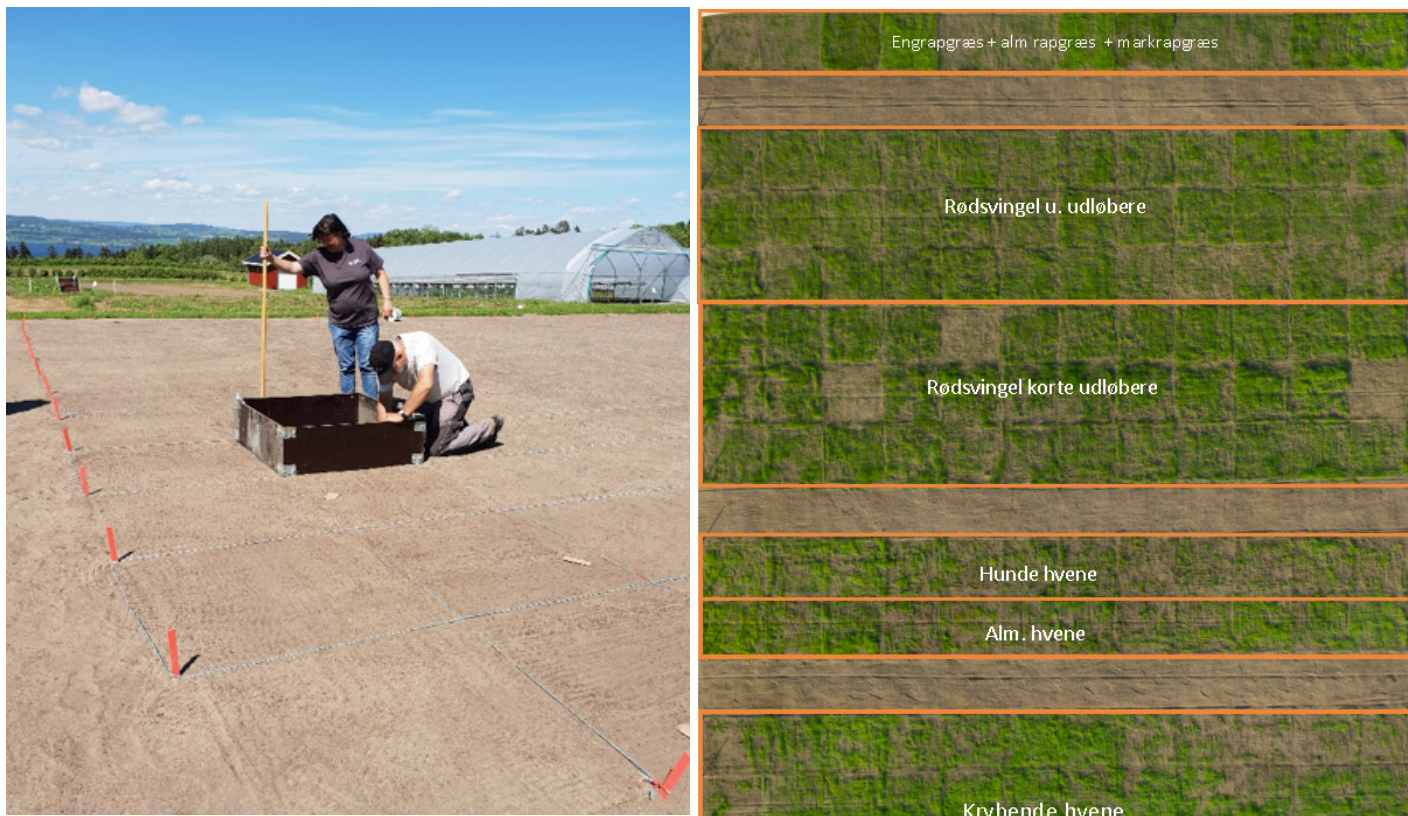 Engrapgræs + alm rapgræs + markrapgræs
Rødsvingel u. udløbere
Rødsvingel korte udløbere
Hunde hvene
Alm. hvene
Krybende hvene